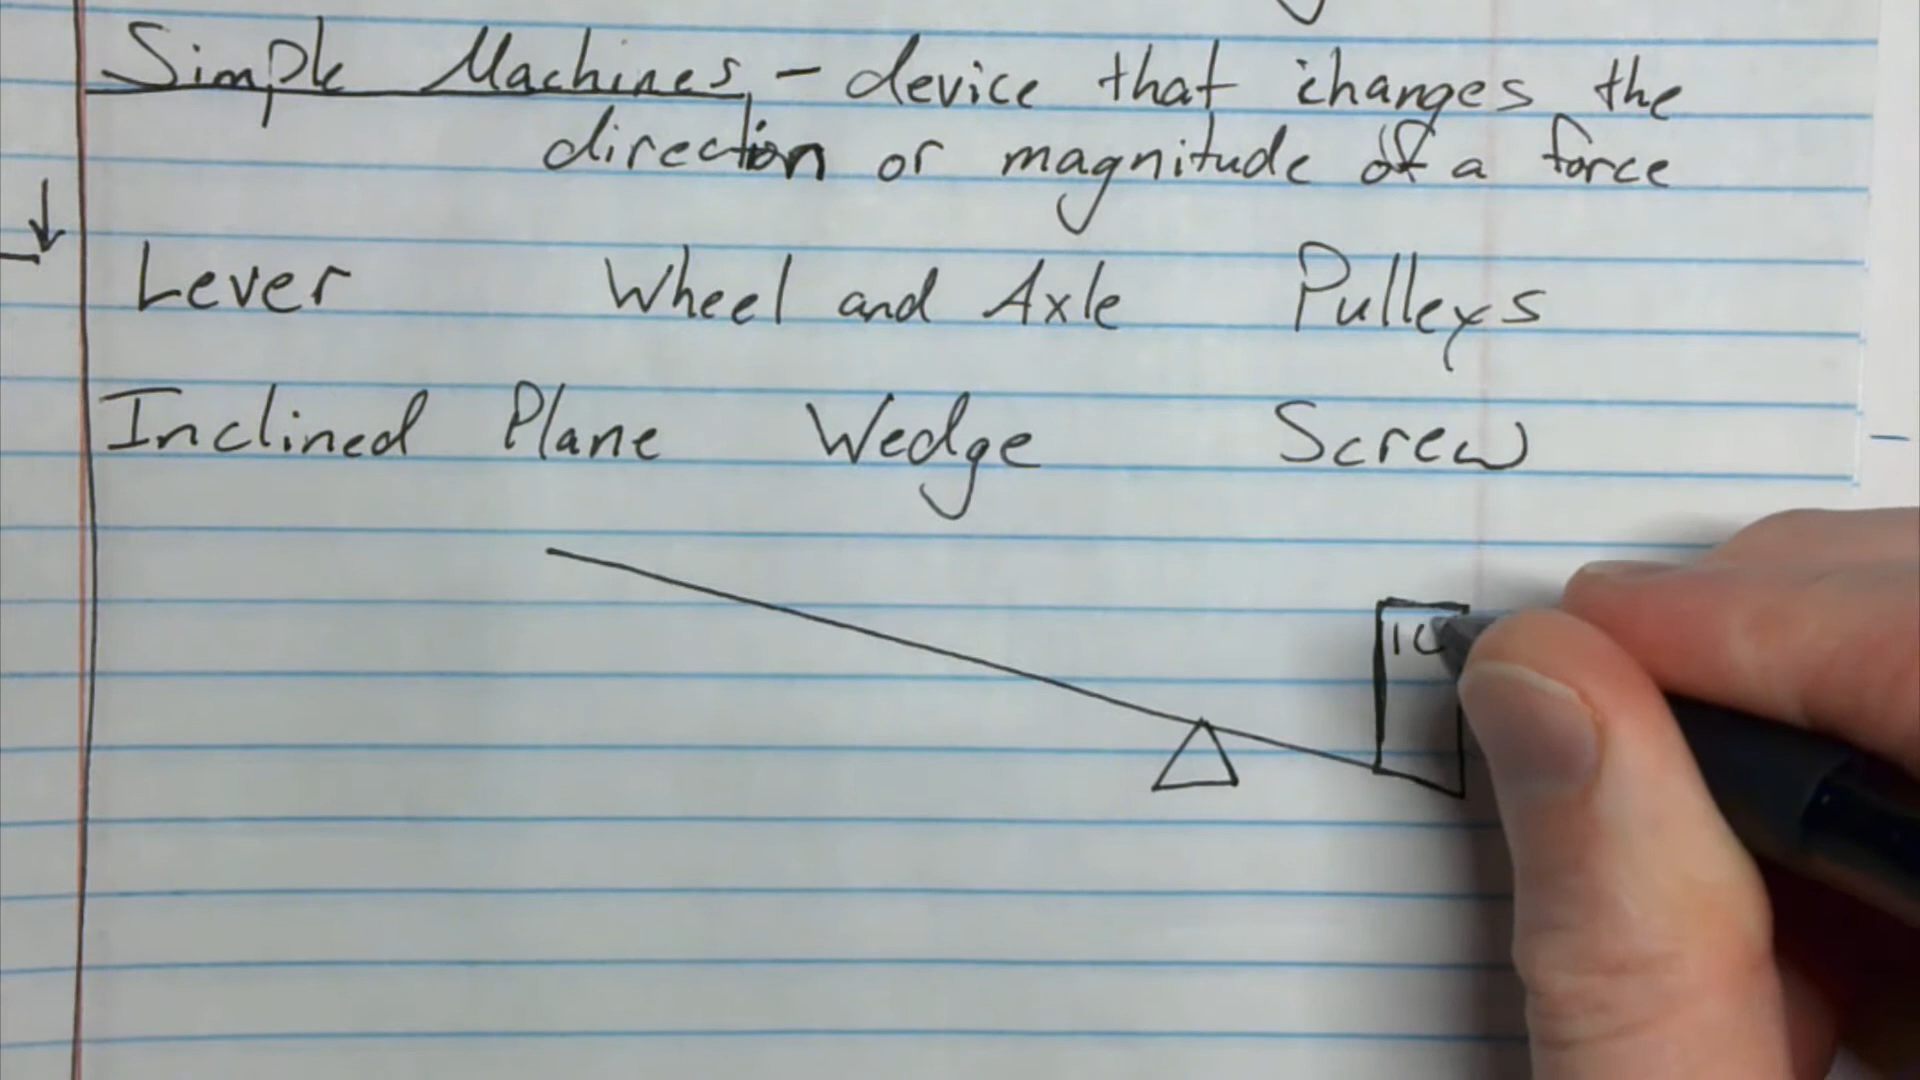 Simple Machines - device that changes the
direction or magnitude of a force
Lever Wheel and Axle Pulleys
Inclined Plane Wedge Screw